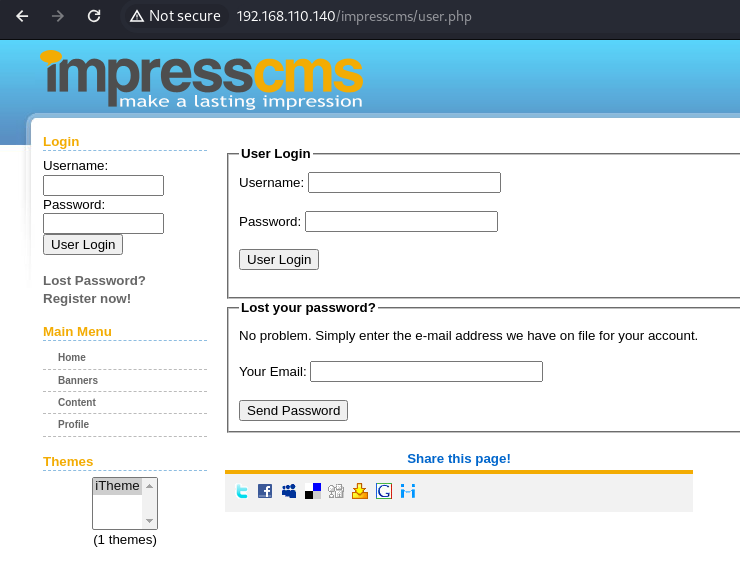 Not secure 192.168.110.140/impresscms/user.php
impresscms
make a lasting impression
Login
Username:
Password:
User Login
Lost Password?
Register now!
Main Menu
Home
Banners
Content
Profile
Themes
iTheme
(1 themes)
User Login
Username:
Password:
User Login
Lost your password?
No problem. Simply enter the e-mail address we have on file for your account.
Your Email:
Send Password
Share this page!